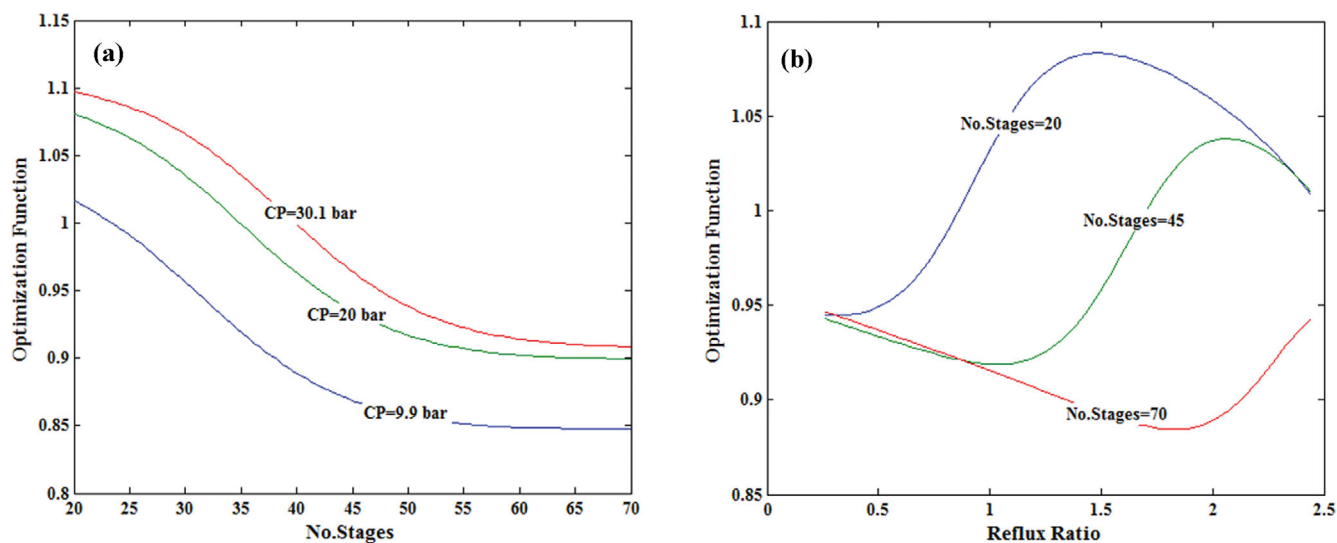 (a)
Optimization Function
1.15
1.1
1.05
1
0.95
0.9
0.85
0.8
CP=30.1 bar
CP=20 bar
CP=9.9 bar
20 25 30 35 40 45 50 55 60 65 70
No.Stages
(b)
Optimization Function
1.1
1.05
1
0.95
0.9
0.85
No.Stages=20
No.Stages=45
No.Stages=70
0 0.5 1 1.5 2 2.5
Reflux Ratio